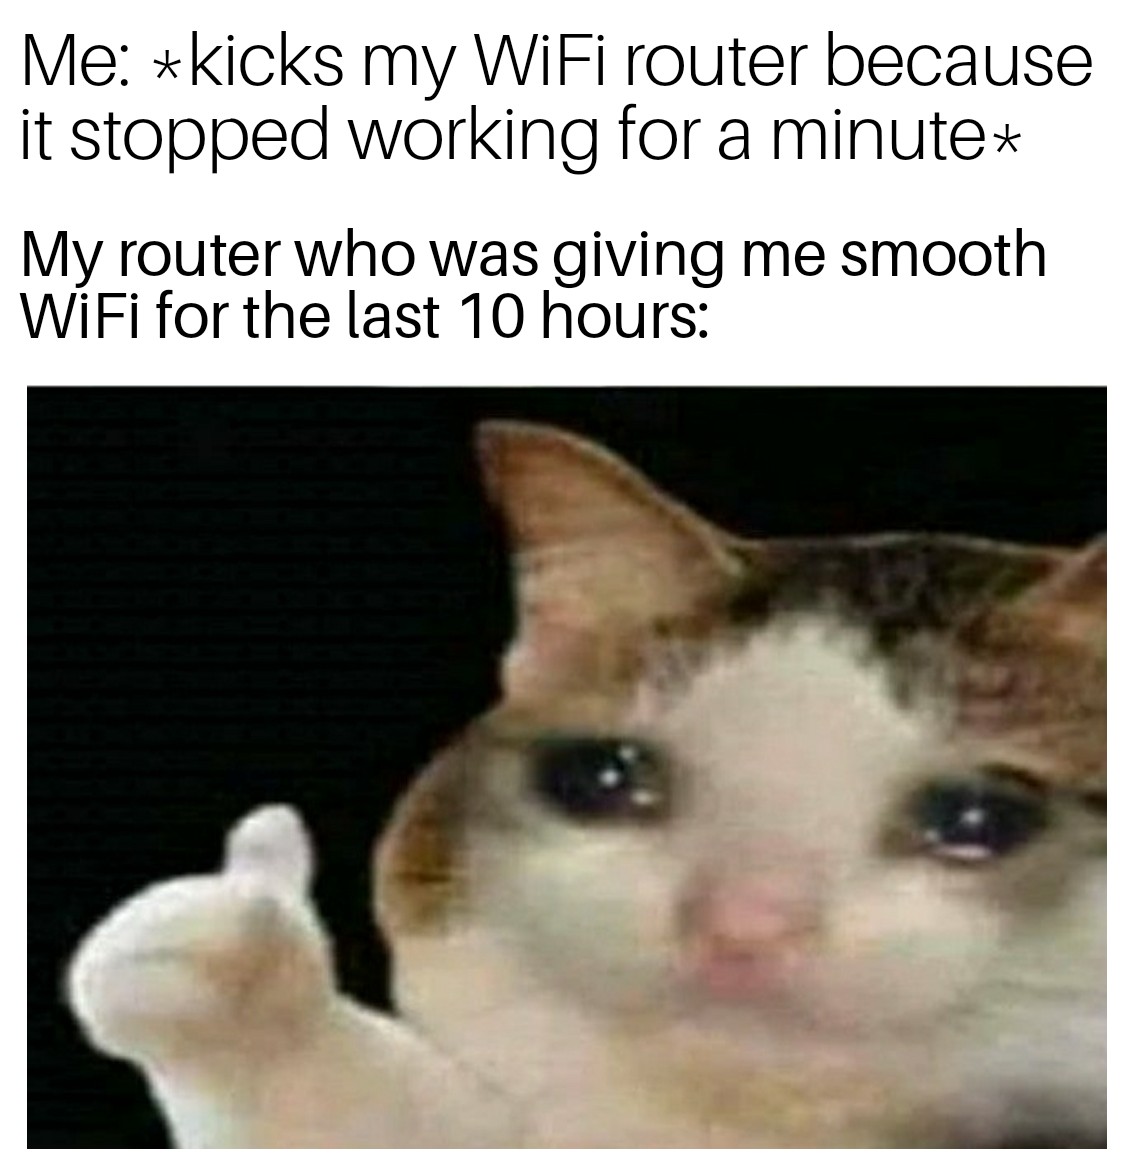 Me: *kicks my WiFi router because
it stopped working for a minute*
My router who was giving me smooth
WiFi for the last 10 hours: